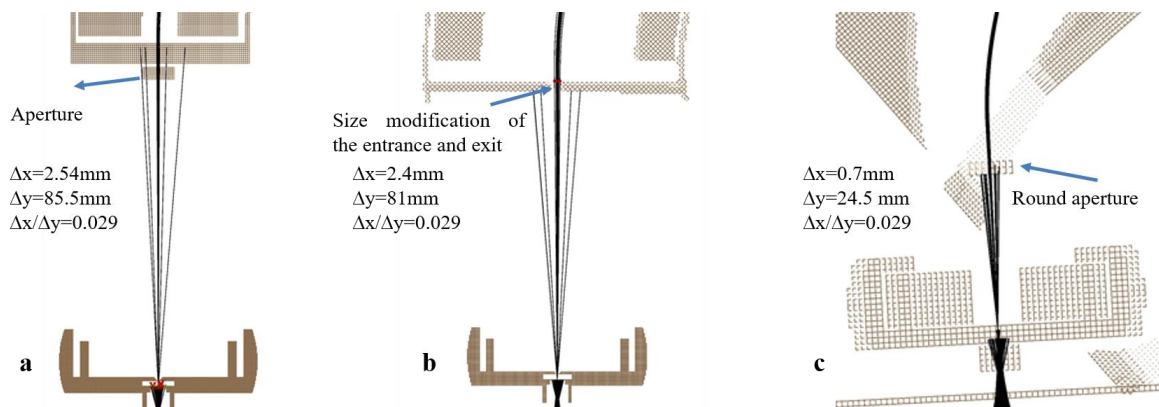 Aperture
Δx=2.54mm
Δy=85.5mm
Δx/Δy=0.029
a
Size modification of
the entrance and exit
Δx=2.4mm
Δy=81mm
Δx/Δy=0.029
b
Round aperture
Δx=0.7mm
Δy=24.5 mm
Δx/Δy=0.029
c